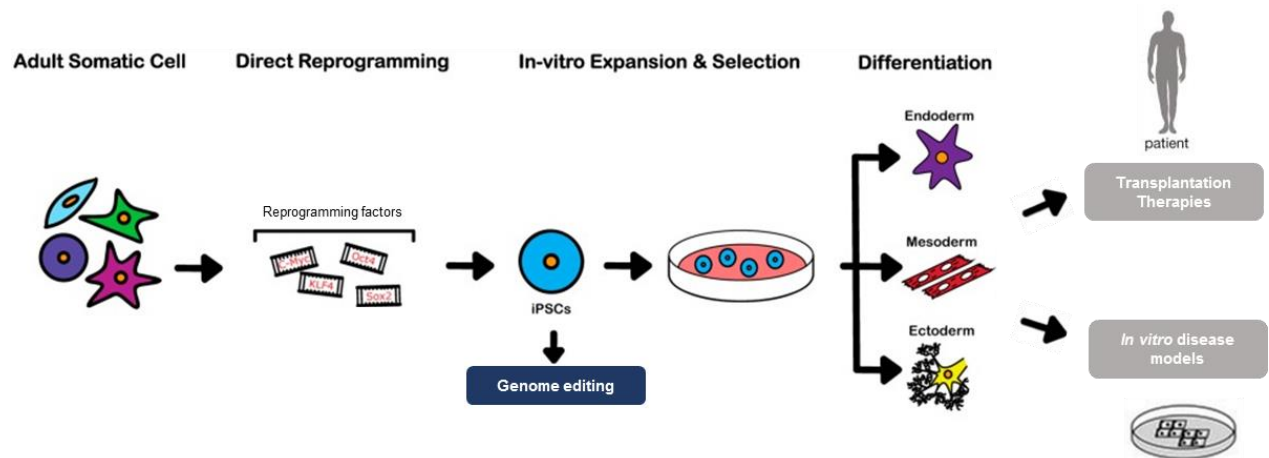 Adult Somatic Cell
Direct Reprogramming
In-vitro Expansion & Selection
Differentiation
Reprogramming factors
C-Myc
Oct4
KLF4
Sox2
iPSCs
Genome editing
Endoderm
Mesoderm
Ectoderm
patient
Transplantation
Therapies
In vitro disease
models